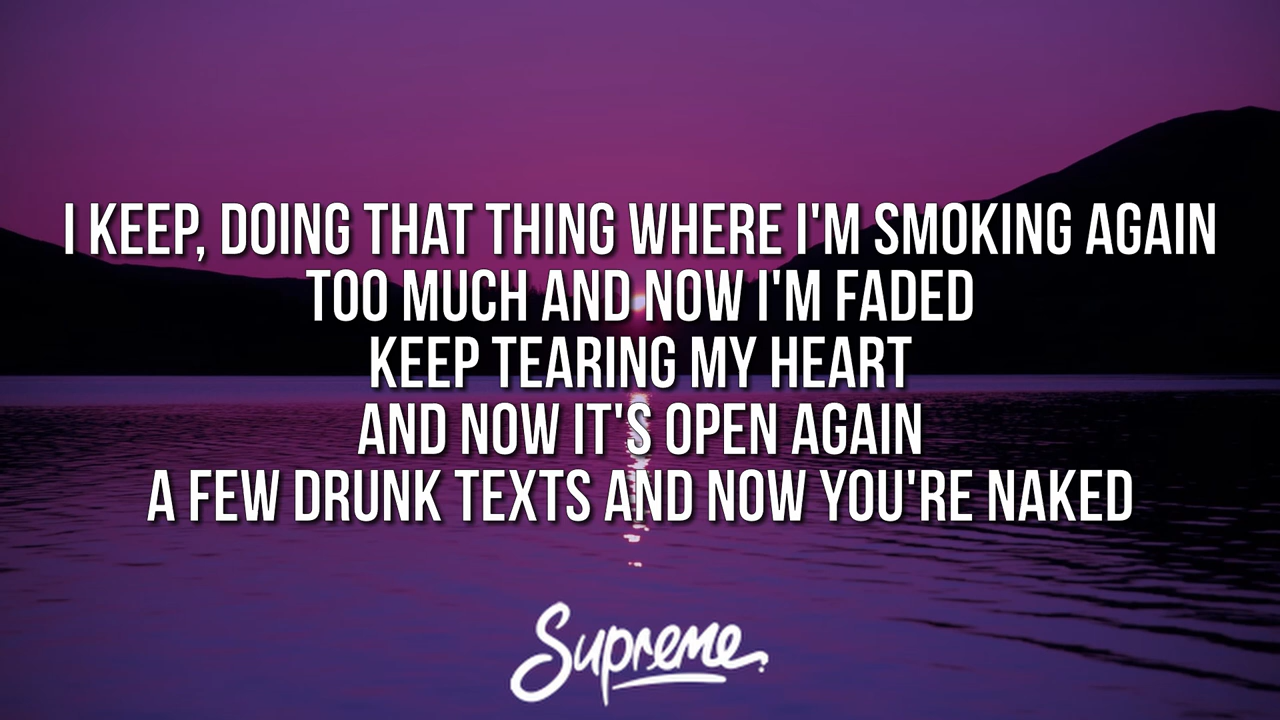 I KEEP, DOING THAT THING WHERE I'M SMOKING AGAIN
TOO MUCH AND NOW I'M FADED
KEEP TEARING MY HEART
AND NOW IT'S OPEN AGAIN
A FEW DRUNK TEXTS AND NOW YOU'RE NAKED
Supreme